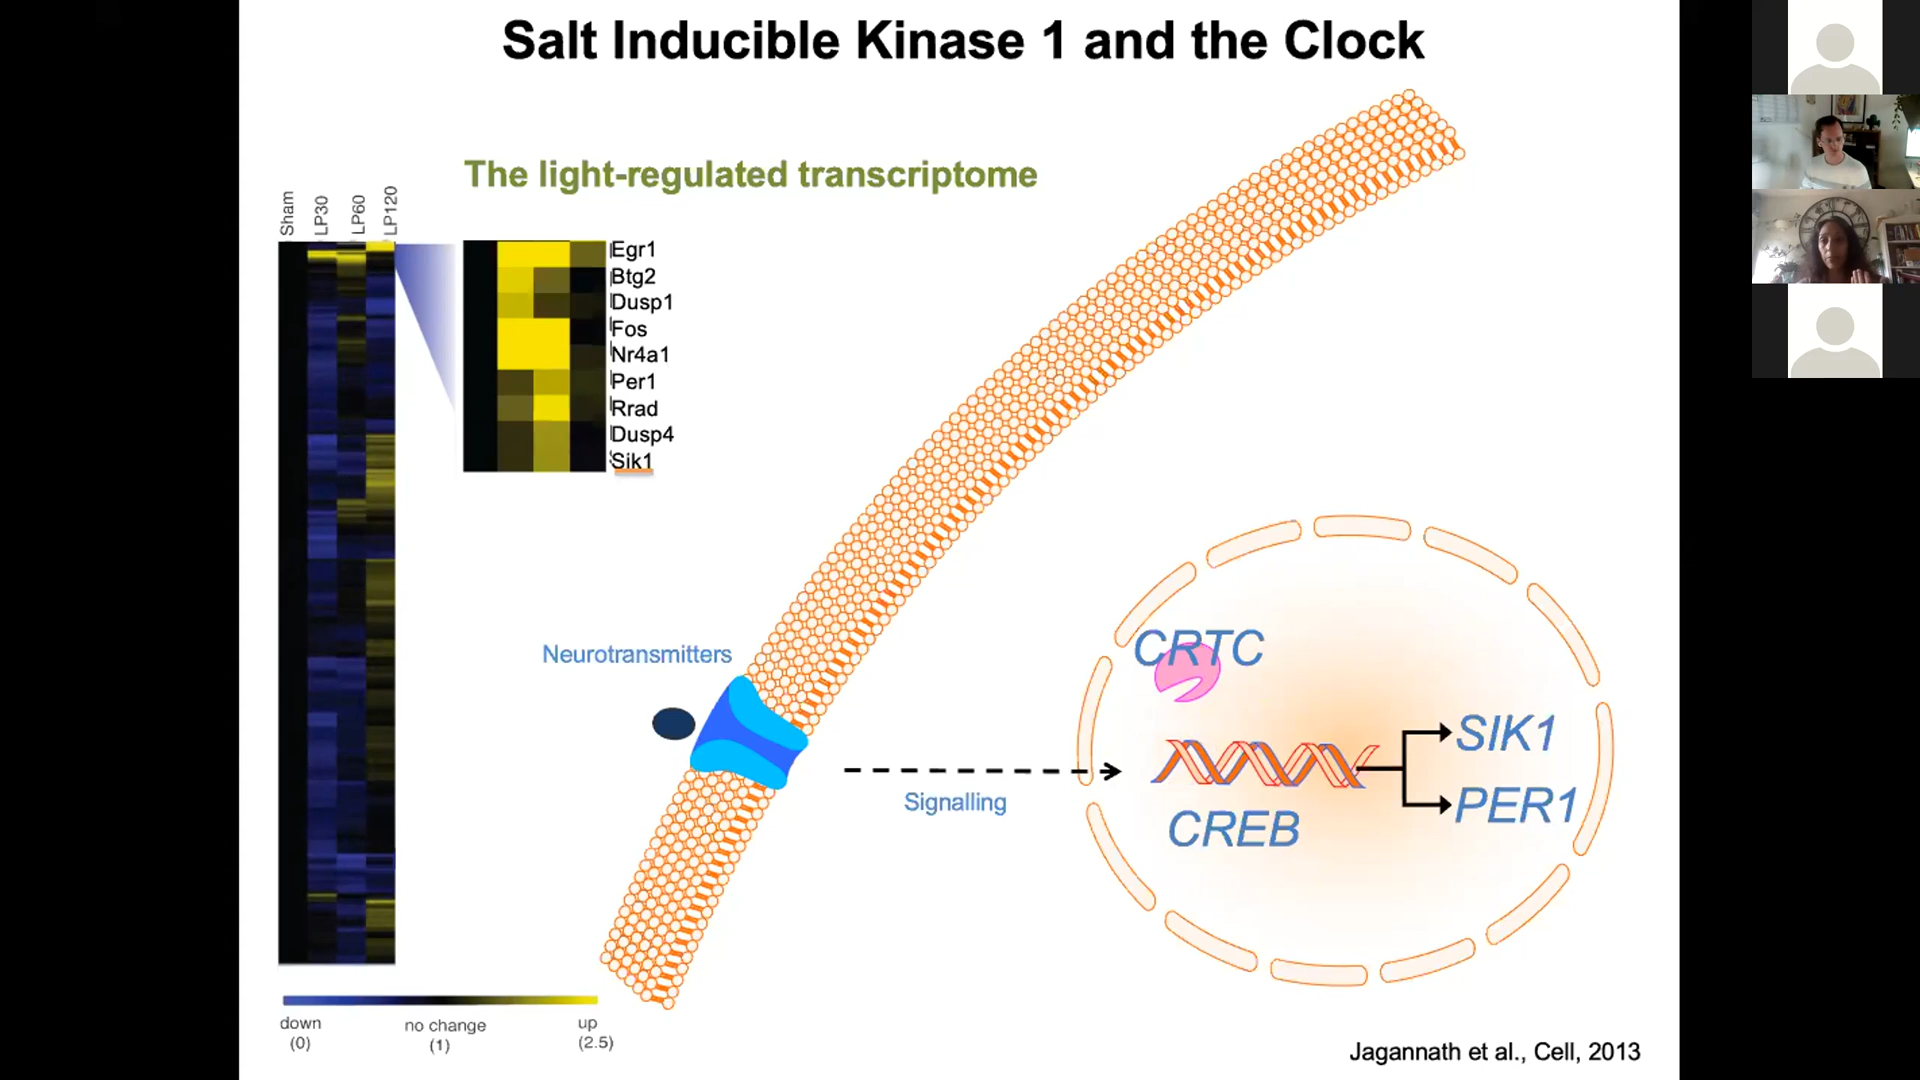 Salt Inducible Kinase 1 and the Clock
The light-regulated transcriptome
Sham
LP30
LP60
LP120
Egr1
Btg2
Dusp1
Fos
Nr4a1
Per1
Rrad
Dusp4
Sik1
Neurotransmitters
Signalling
CRTC
CREB
SIK1
PER1
down
(0)
no change
(1)
up
(2.5)
Jagannath et al., Cell, 2013